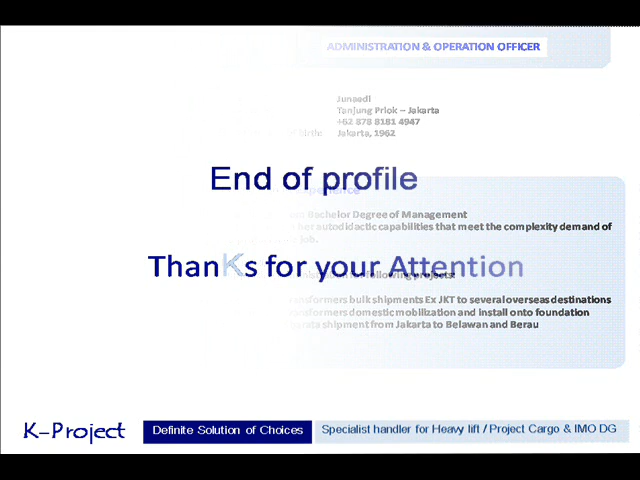 ADMINISTRATION & OPERATION OFFICER
Junaedi
Tanjung Priok – Jakarta
+62 878 8181 4947
birth: Jakarta, 1962
End of profile
Bachelor Degree of Management
autodidactic capabilities that meet the complexity demand of
job.
ThanKs for your Attention
following projects:
bulk shipments Ex JKT to several overseas destinations
domestic mobilization and install onto foundation
shipment from Jakarta to Belawan and Berau
K-Project
Definite Solution of Choices
Specialist handler for Heavy lift / Project Cargo & IMO DG